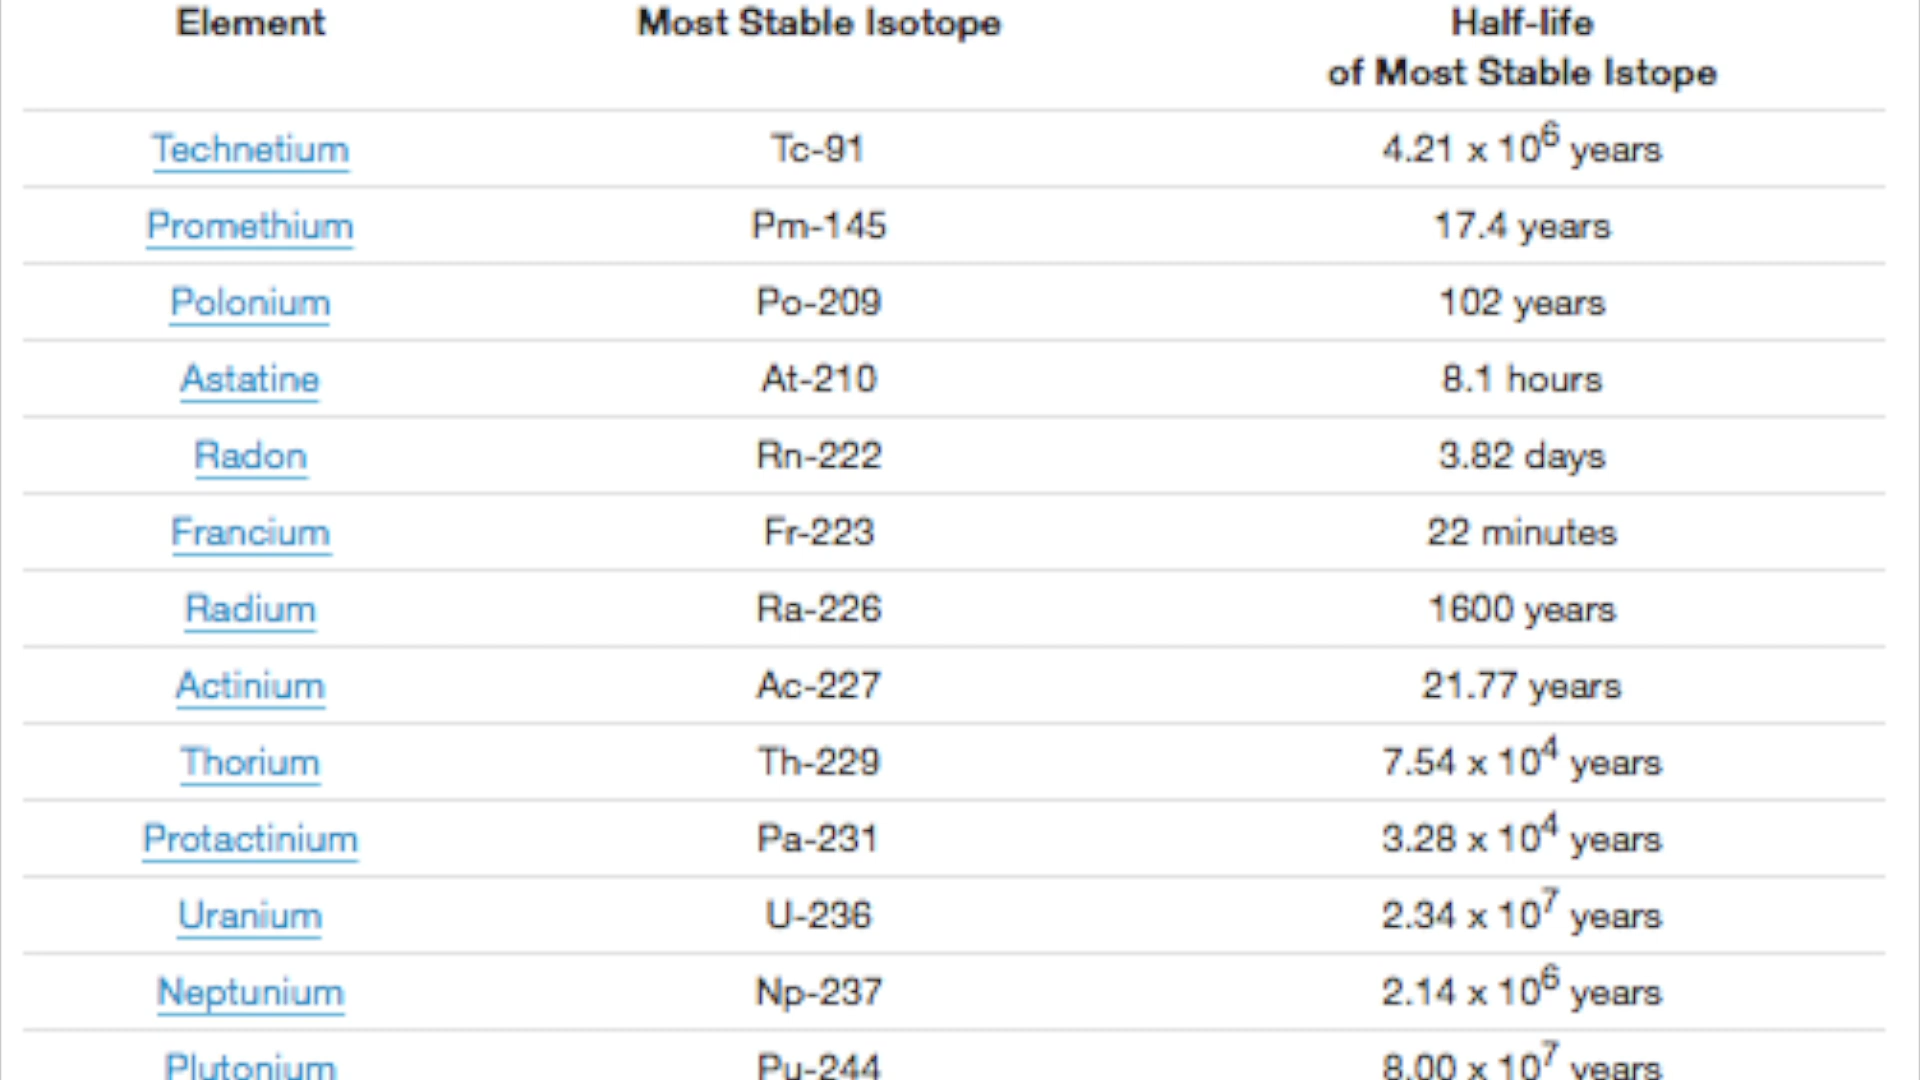 Element Most Stable Isotope Half-life
of Most Stable Istope
Technetium Tc-91 4.21 x 10⁶ years
Promethium Pm-145 17.4 years
Polonium Po-209 102 years
Astatine At-210 8.1 hours
Radon Rn-222 3.82 days
Francium Fr-223 22 minutes
Radium Ra-226 1600 years
Actinium Ac-227 21.77 years
Thorium Th-229 7.54 x 10⁴ years
Protactinium Pa-231 3.28 x 10⁴ years
Uranium U-236 2.34 x 10⁷ years
Neptunium Np-237 2.14 x 10⁶ years
Plutonium Pu-244 8.00 x 10⁷ years